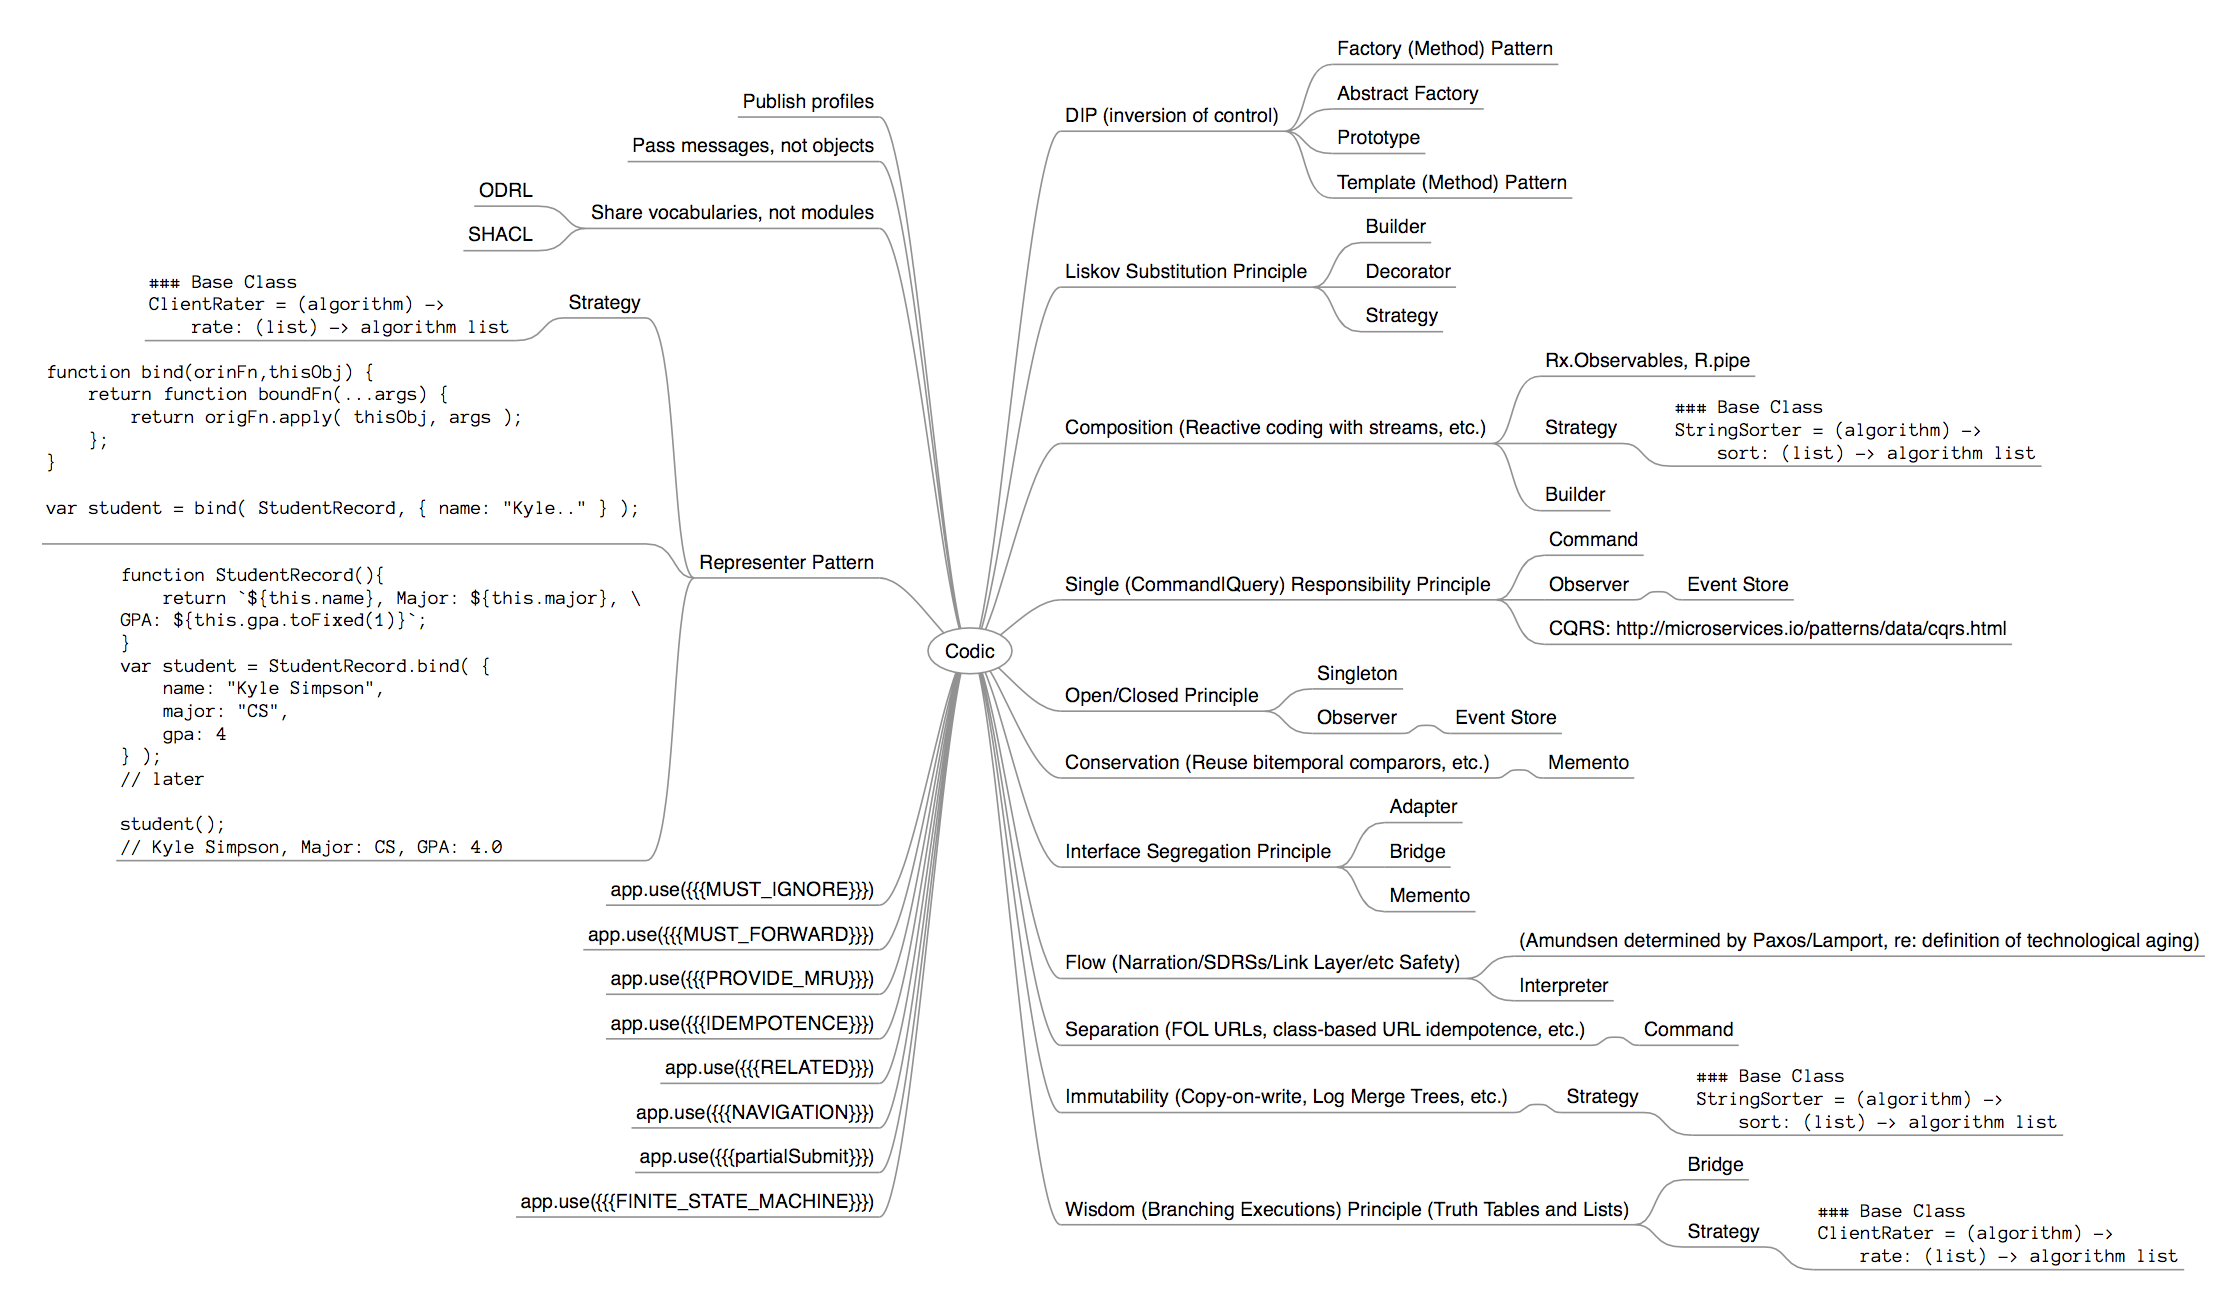 Codic
Publish profiles
Pass messages, not objects
Share vocabularies, not modules
ODRL
SHACL
Representer Pattern
Strategy
### Base Class
ClientRater = (algorithm) ->
    rate: (list) -> algorithm list
function bind(orinFn,thisObj) {
    return function boundFn(...args) {
        return origFn.apply( thisObj, args );
    };
}
var student = bind( StudentRecord, { name: "Kyle.." } );
function StudentRecord(){
    return `${this.name}, Major: ${this.major}, \
GPA: ${this.gpa.toFixed(1)}`;
}
var student = StudentRecord.bind( {
    name: "Kyle Simpson",
    major: "CS",
    gpa: 4
} );
// later
student();
// Kyle Simpson, Major: CS, GPA: 4.0
app.use({{{MUST_IGNORE}}})
app.use({{{MUST_FORWARD}}})
app.use({{{PROVIDE_MRU}}})
app.use({{{IDEMPOTENCE}}})
app.use({{{RELATED}}})
app.use({{{NAVIGATION}}})
app.use({{{partialSubmit}}})
app.use({{{FINITE_STATE_MACHINE}}})
DIP (inversion of control)
Factory (Method) Pattern
Abstract Factory
Prototype
Template (Method) Pattern
Liskov Substitution Principle
Builder
Decorator
Strategy
Composition (Reactive coding with streams, etc.)
Rx.Observables, R.pipe
Strategy
### Base Class
StringSorter = (algorithm) ->
    sort: (list) -> algorithm list
Builder
Single (Command|Query) Responsibility Principle
Command
Observer
Event Store
CQRS: http://microservices.io/patterns/data/cqrs.html
Open/Closed Principle
Singleton
Observer
Event Store
Conservation (Reuse bitemporal comparors, etc.)
Memento
Interface Segregation Principle
Adapter
Bridge
Memento
Flow (Narration/SDRSs/Link Layer/etc Safety)
(Amundsen determined by Paxos/Lamport, re: definition of technological aging)
Interpreter
Separation (FOL URLs, class-based URL idempotence, etc.)
Command
Immutability (Copy-on-write, Log Merge Trees, etc.)
Strategy
### Base Class
StringSorter = (algorithm) ->
    sort: (list) -> algorithm list
Wisdom (Branching Executions) Principle (Truth Tables and Lists)
Bridge
Strategy
### Base Class
ClientRater = (algorithm) ->
    rate: (list) -> algorithm list